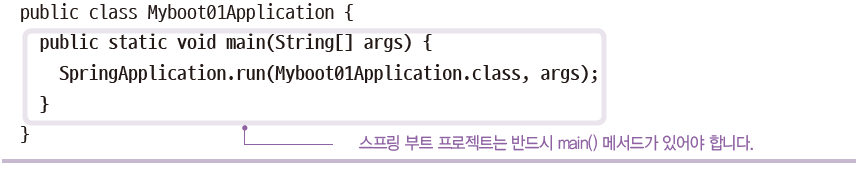 public class Myboot01Application {
  public static void main(String[] args) {
    SpringApplication.run(Myboot01Application.class, args);
  }
}
스프링 부트 프로젝트는 반드시 main() 메서드가 있어야 합니다.